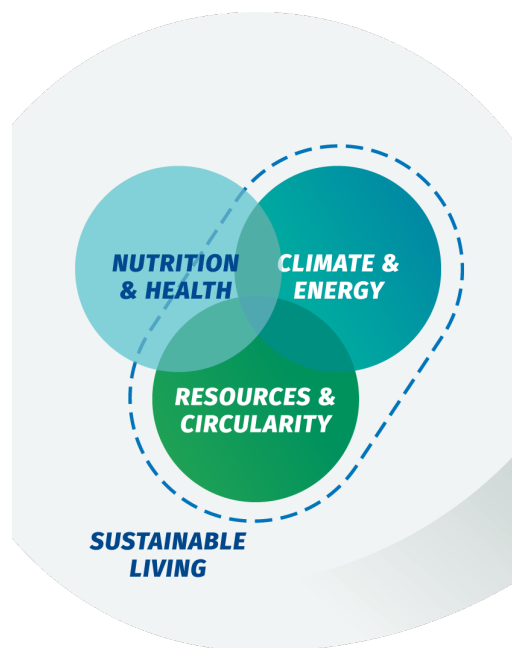 NUTRITION
& HEALTH
CLIMATE &
ENERGY
RESOURCES &
CIRCULARITY
SUSTAINABLE
LIVING